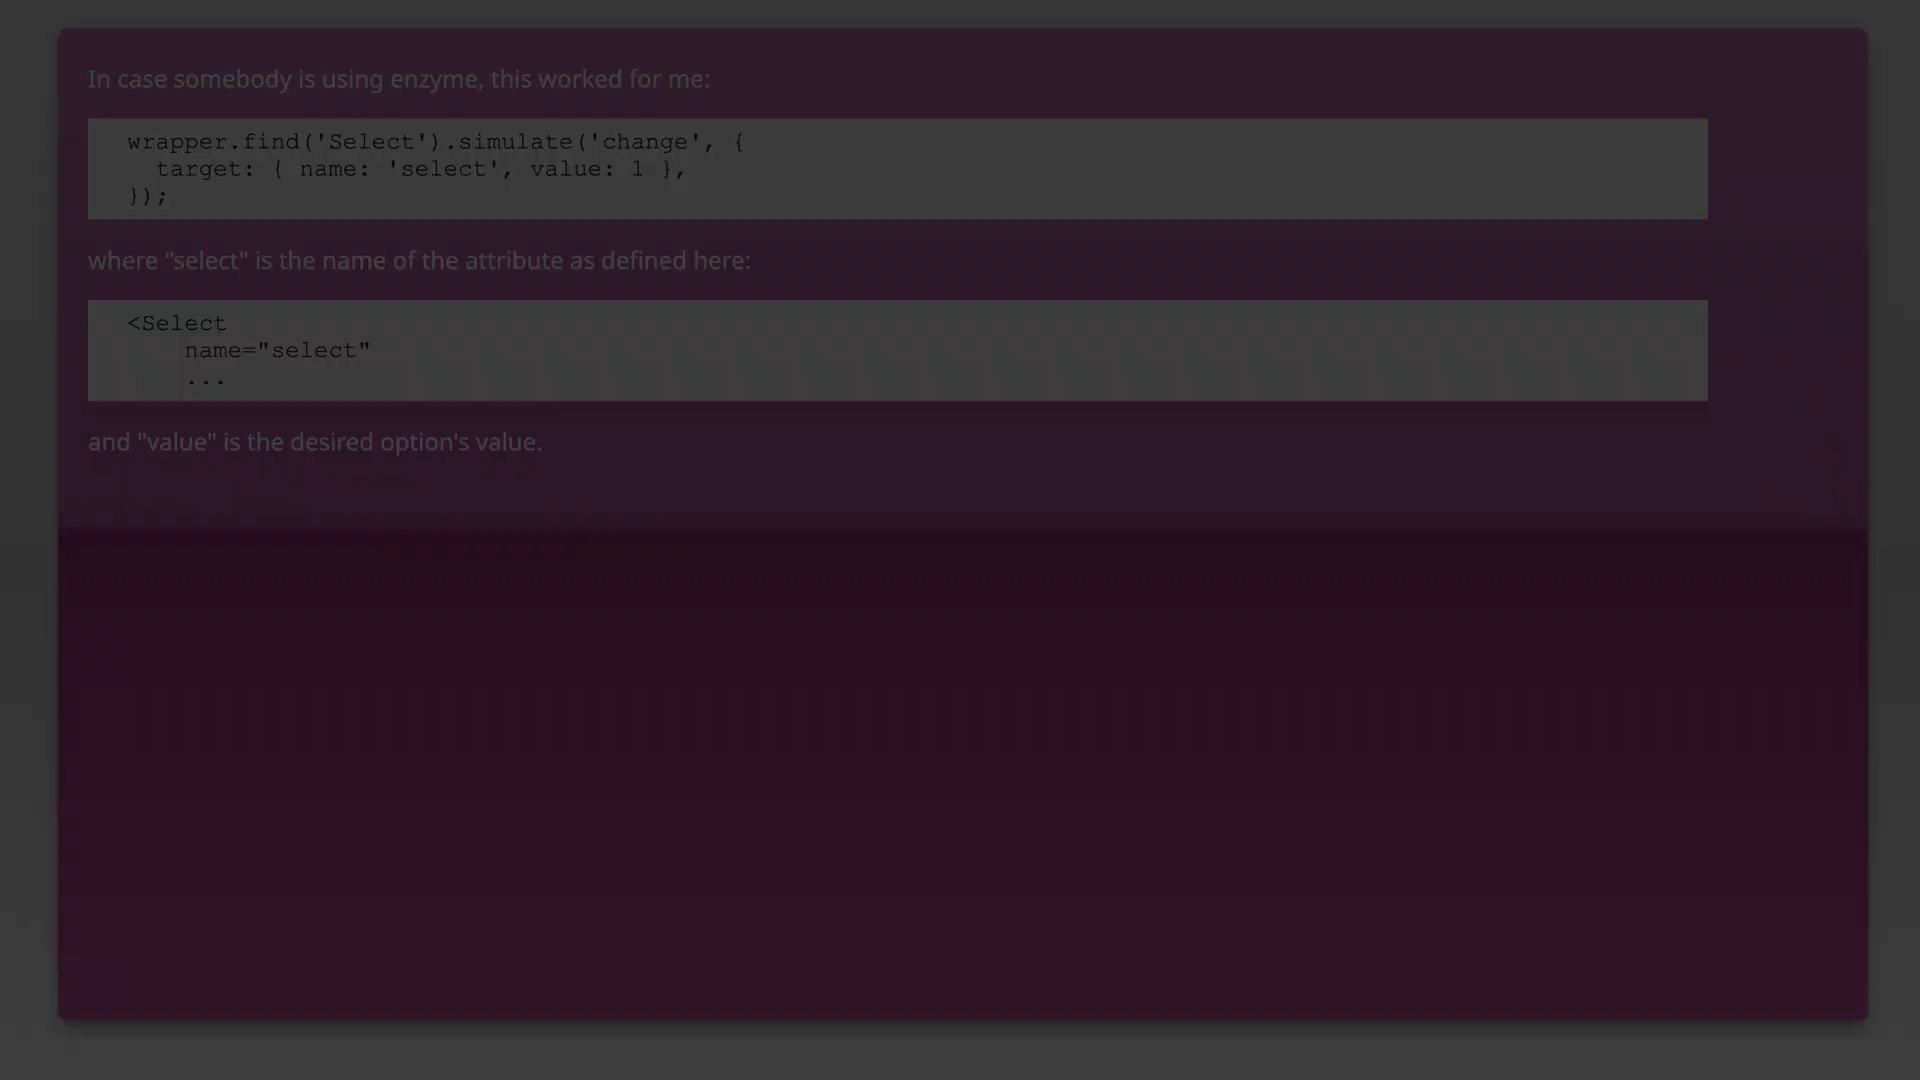 In case somebody is using enzyme, this worked for me:
wrapper.find('Select').simulate('change', {
  target: { name: 'select', value: 1 },
});
where "select" is the name of the attribute as defined here:
<Select
    name="select"
    ...
and "value" is the desired option's value.